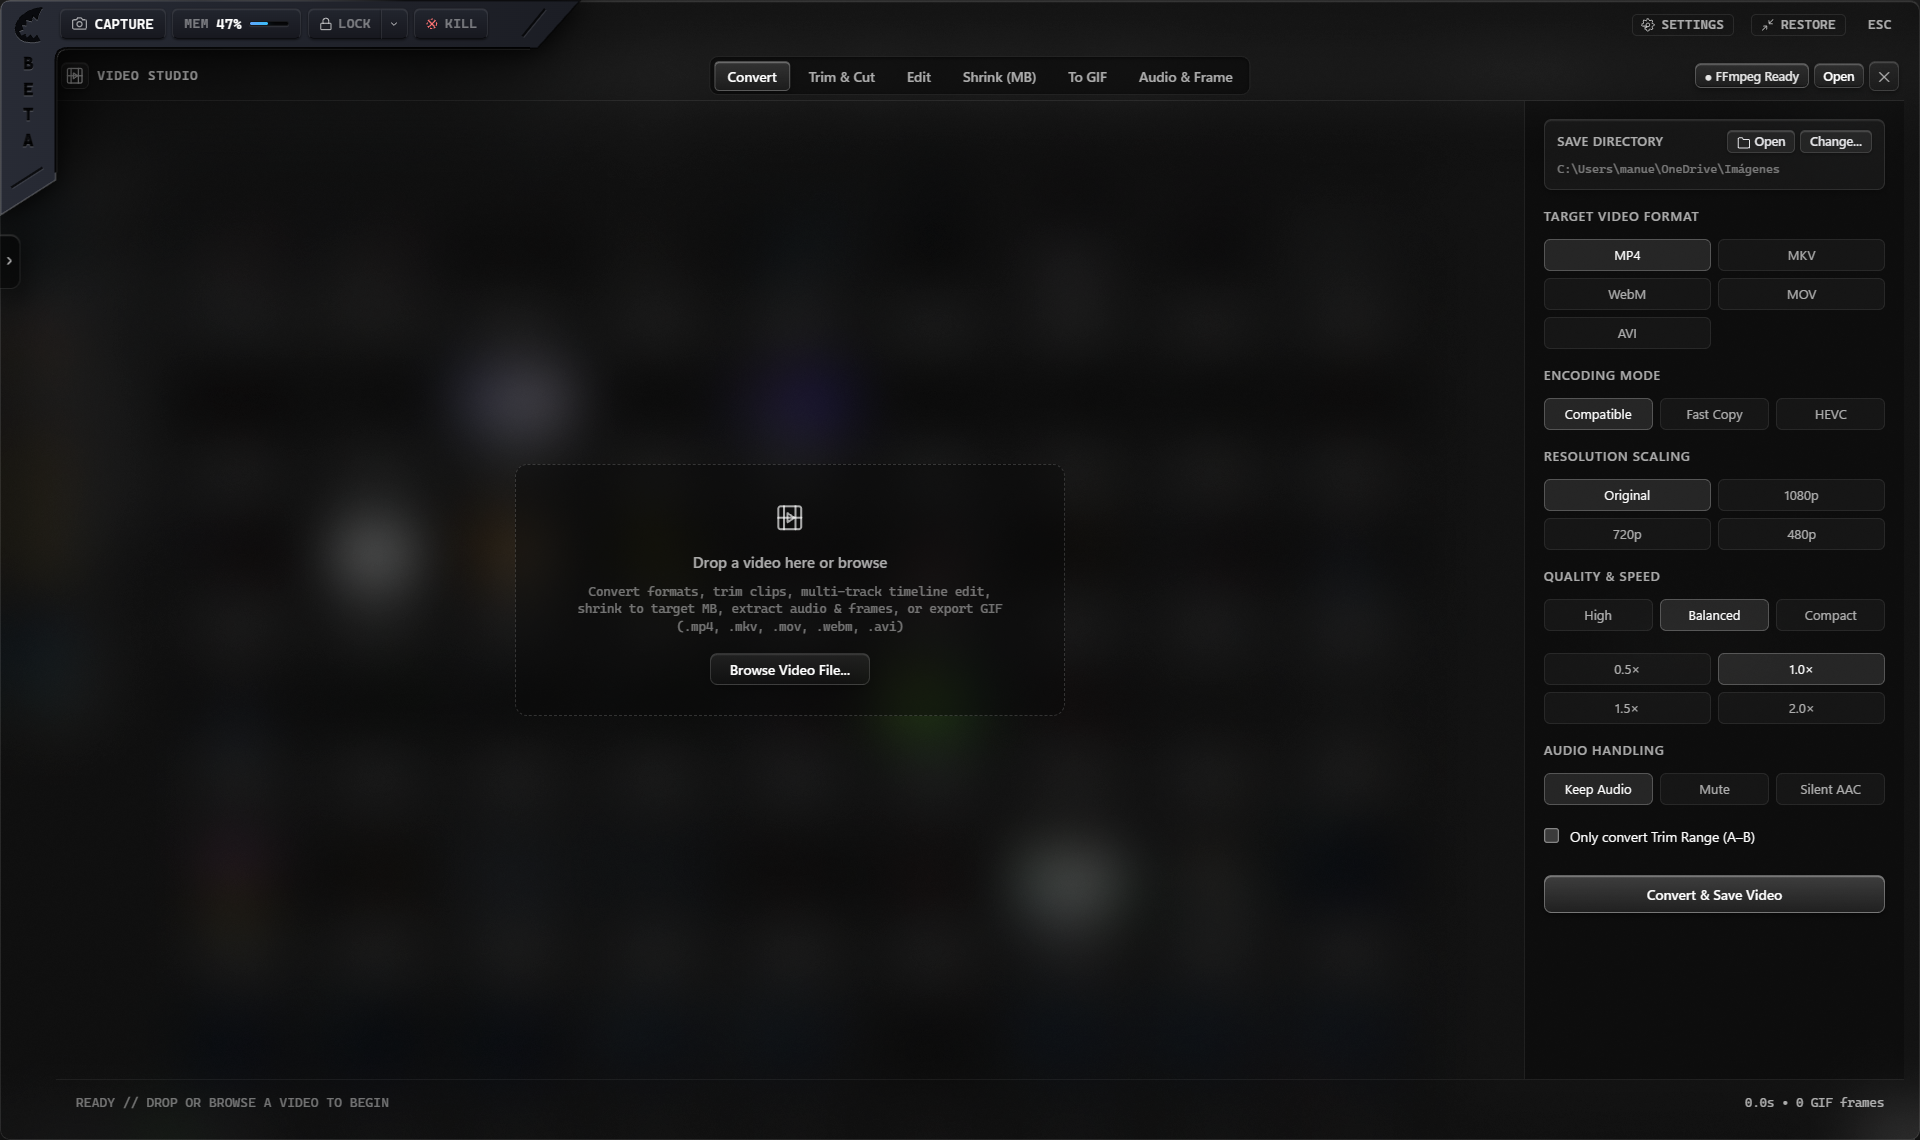 CAPTURE
MEM 47%
LOCK
KILL
SETTINGS
RESTORE
ESC
BETA
VIDEO STUDIO
Convert
Trim & Cut
Edit
Shrink (MB)
To GIF
Audio & Frame
FFmpeg Ready
Open
SAVE DIRECTORY
Open
Change...
C:\Users\manue\OneDrive\Imágenes
TARGET VIDEO FORMAT
MP4
MKV
WebM
MOV
AVI
ENCODING MODE
Compatible
Fast Copy
HEVC
RESOLUTION SCALING
Original
1080p
720p
480p
QUALITY & SPEED
High
Balanced
Compact
0.5×
1.0×
1.5×
2.0×
AUDIO HANDLING
Keep Audio
Mute
Silent AAC
Only convert Trim Range (A–B)
Convert & Save Video
Drop a video here or browse
Convert formats, trim clips, multi-track timeline edit,
shrink to target MB, extract audio & frames, or export GIF
(.mp4, .mkv, .mov, .webm, .avi)
Browse Video File...
READY // DROP OR BROWSE A VIDEO TO BEGIN
0.0s • 0 GIF frames